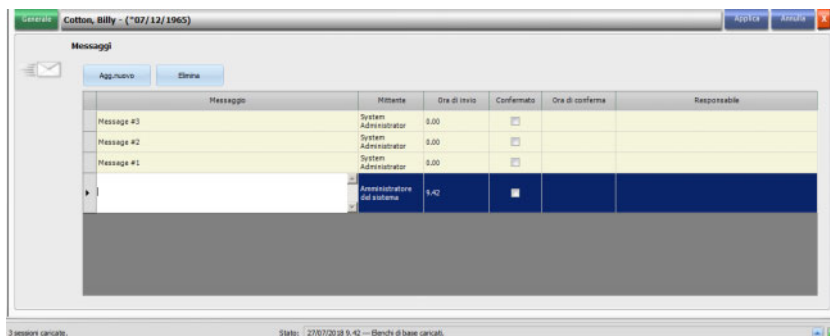 Generale Cotton, Billy - (*07/12/1965) Applica Annulla X
Messaggi
Agg.nuovo Elimina
Messaggio Mittente Ora di invio Confermato Ora di conferma Responsabile
Message #3 System Administrator 0.00
Message #2 System Administrator 0.00
Message #1 System Administrator 0.00
Amministratore del sistema 9.42
3 sessioni caricate. Stato: 27/07/2018 9.42 — Elenchi di base caricati.